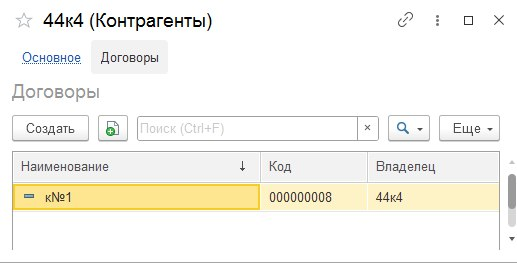 44к4 (Контрагенты)
Основное Договоры
Договоры
Создать Поиск (Ctrl+F) × Еще
Наименование ↓ Код Владелец
к№1 000000008 44к4